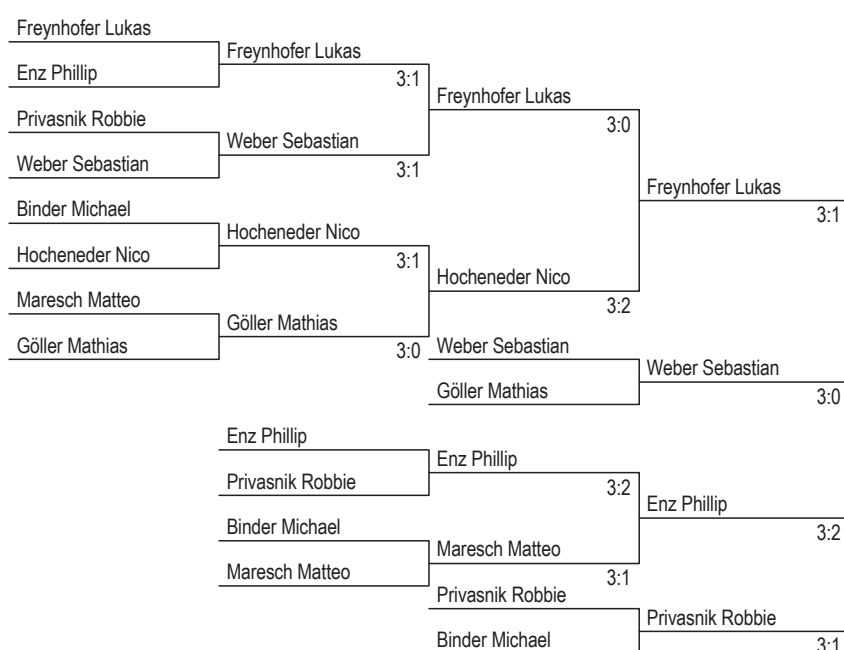 Freynhofer Lukas
Freynhofer Lukas
Enz Phillip
3:1
Freynhofer Lukas
Privasnik Robbie
3:0
Weber Sebastian
Weber Sebastian
3:1
Freynhofer Lukas
Binder Michael
3:1
Hocheneder Nico
Hocheneder Nico
3:1
Hocheneder Nico
Maresch Matteo
3:2
Göller Mathias
Göller Mathias
3:0
Weber Sebastian
Weber Sebastian
Göller Mathias
3:0
Enz Phillip
Enz Phillip
Privasnik Robbie
3:2
Enz Phillip
Binder Michael
3:2
Maresch Matteo
Maresch Matteo
3:1
Privasnik Robbie
Privasnik Robbie
Binder Michael
3:1